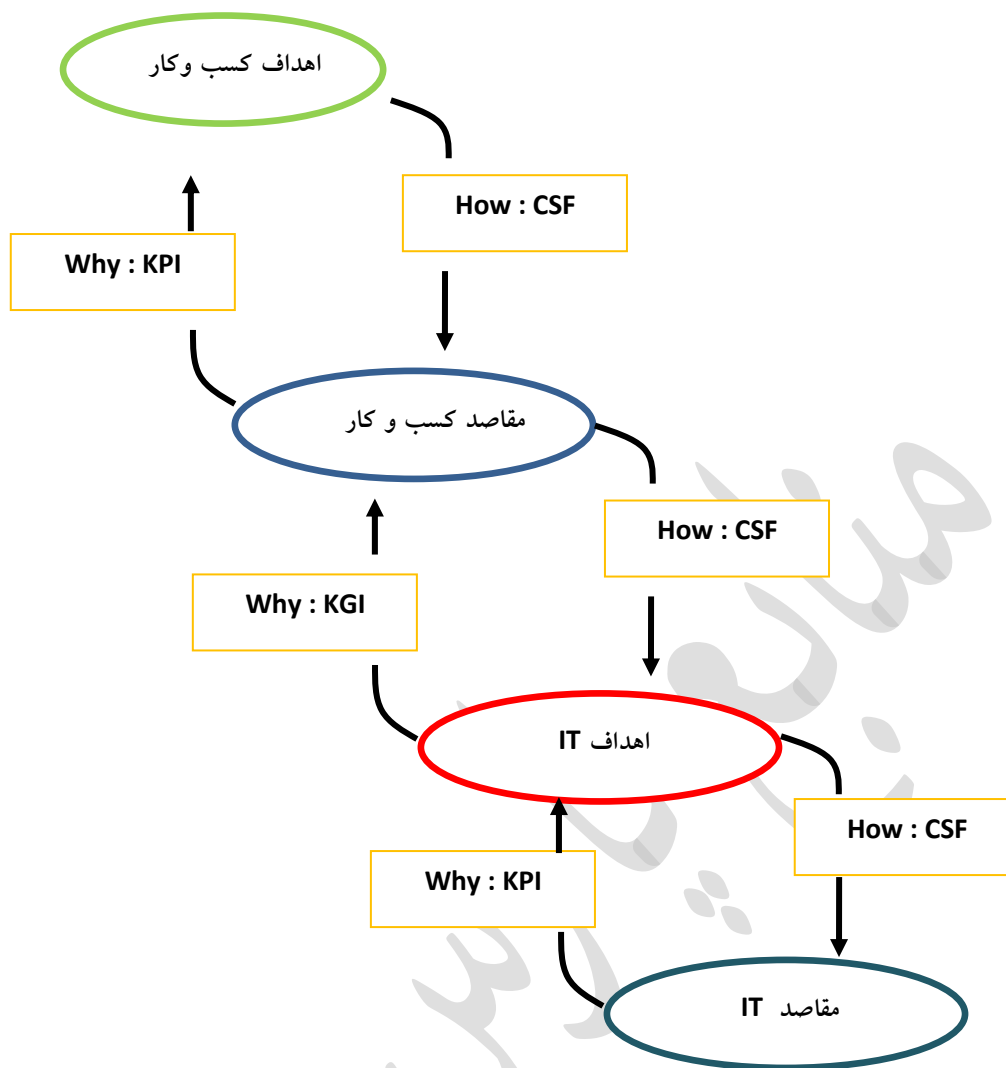 اهداف کسب وکار
How : CSF
Why : KPI
مقاصد کسب و کار
How : CSF
Why : KGI
اهداف IT
How : CSF
Why : KPI
مقاصد IT